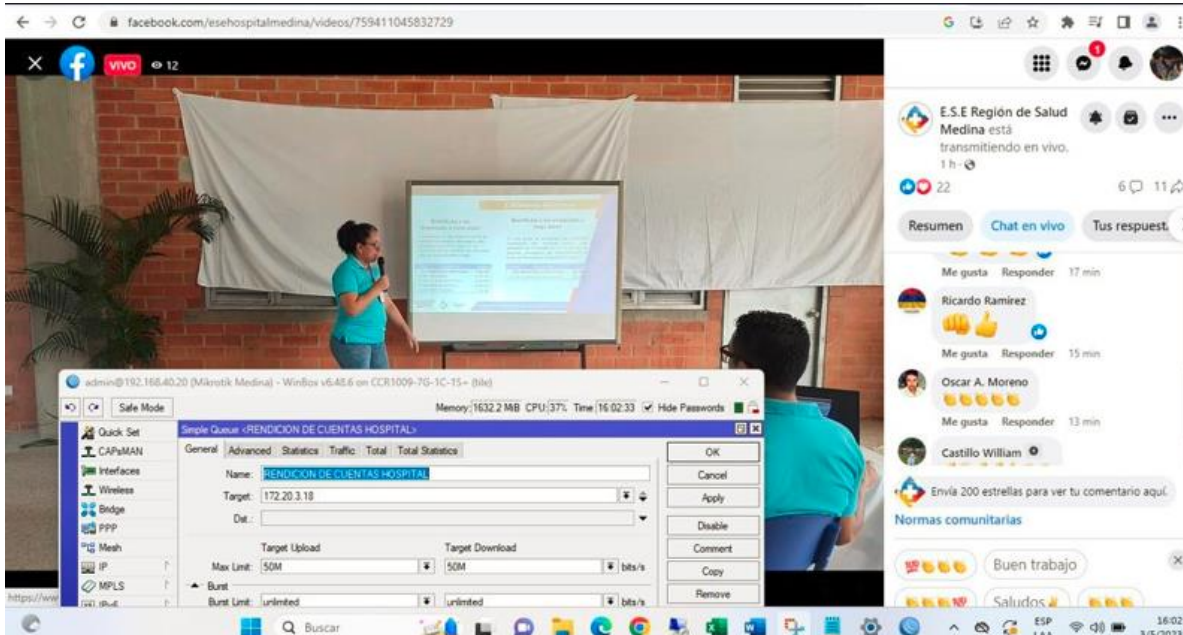 facebook.com/esehospitalmedina/videos/759411045832729
VIVO 12
1
E.S.E Región de Salud
Medina está
transmitiendo en vivo.
1 h
22
6 11
Resumen Chat en vivo Tus respuest.
Me gusta Responder 17 min
Ricardo Ramirez
Me gusta Responder 15 min
Oscar A. Moreno
Me gusta Responder 13 min
Castillo William
Envía 200 estrellas para ver tu comentario aquí.
Normas comunitarias
Buen trabajo
Saludos
admin@192.168.40.20 (Mikrotik Medina) - WinBox v6.48.6 on CCR1009-7G-1C-1S+ (tile)
Safe Mode Memory: 1632.2 MiB CPU: 37% Time: 16:02:33 Hide Passwords
Quick Set
CAPsMAN
Interfaces
Wireless
Bridge
PPP
Mesh
IP
MPLS
IPv6
Simple Queue <RENDICION DE CUENTAS HOSPITAL>
General Advanced Statistics Traffic Total Total Statistics
Name: RENDICION DE CUENTAS HOSPITAL
Target: 172.20.3.18
Dst.:
Target Upload Target Download
Max Limit: 50M 50M bits/s
Burst
Burst Limit: unlimited unlimited bits/s
OK
Cancel
Apply
Disable
Comment
Copy
Remove
https://ww
Buscar
ESP
16:02